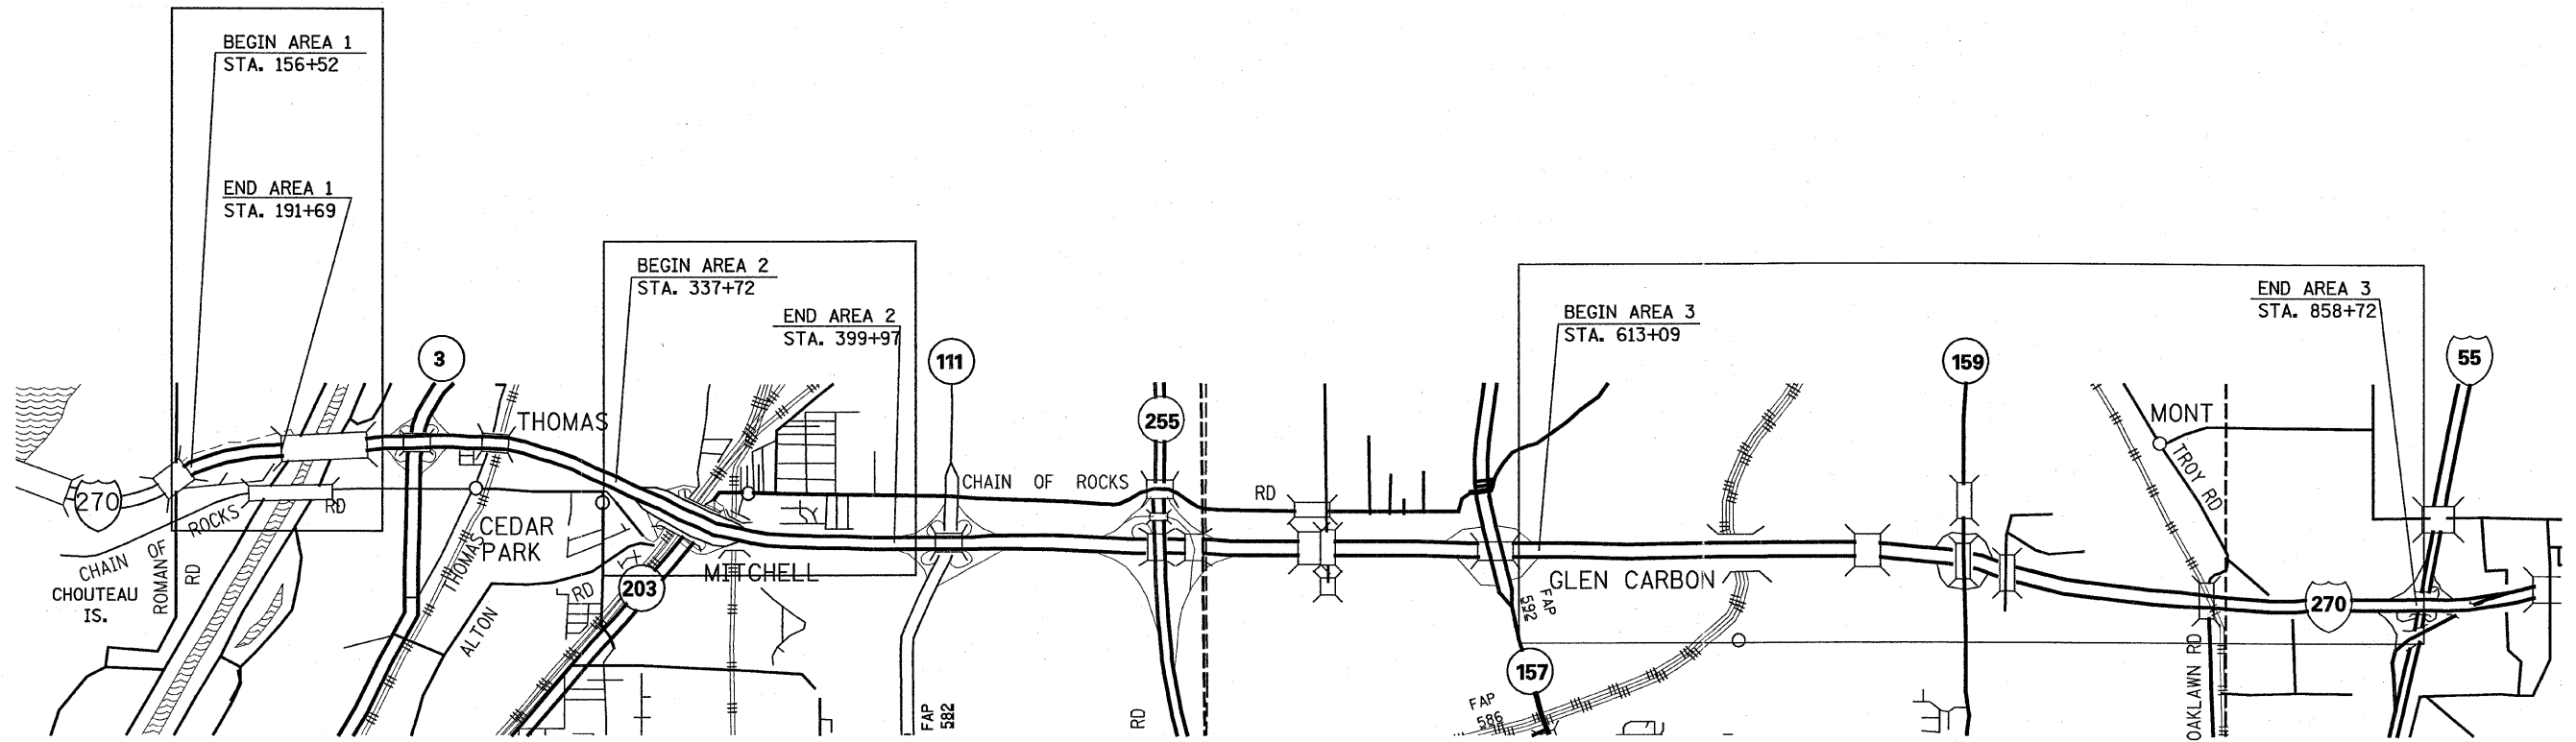 BEGIN AREA 1
STA. 156+52
END AREA 1
STA. 191+69
BEGIN AREA 2
STA. 337+72
END AREA 2
STA. 399+97
BEGIN AREA 3
STA. 613+09
END AREA 3
STA. 858+72
3
111
255
159
55
THOMAS
MONT
TROY RD
270
CHAIN OF ROCKS RD
CHAIN OF ROCKS RD
CEDAR
PARK
THOMAS
MITCHELL
GLEN CARBON
CHOUTEAU
IS.
ROMANT
RD
203
RD
ALTON
FAP
592
270
157
FAP
582
RD
FAP
586
OAKLAWN RD